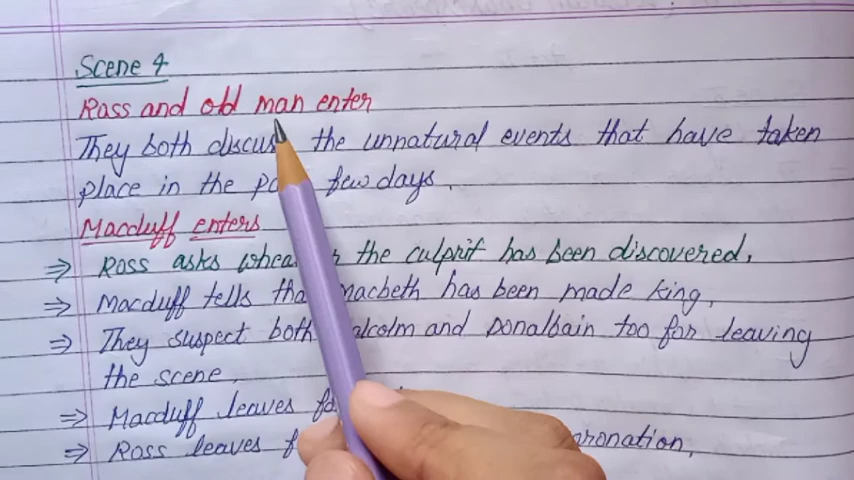 Scene 4
Ross and old man enter
They both discuss the unnatural events that have taken
place in the few days.
Macduff enters
⇒ Ross asks the culprit has been discovered.
⇒ Macduff tells that Macbeth has been made king.
⇒ They suspect both Malcolm and Donalbain too for leaving
the scene.
⇒ Macduff leaves
⇒ Ross leaves coronation.